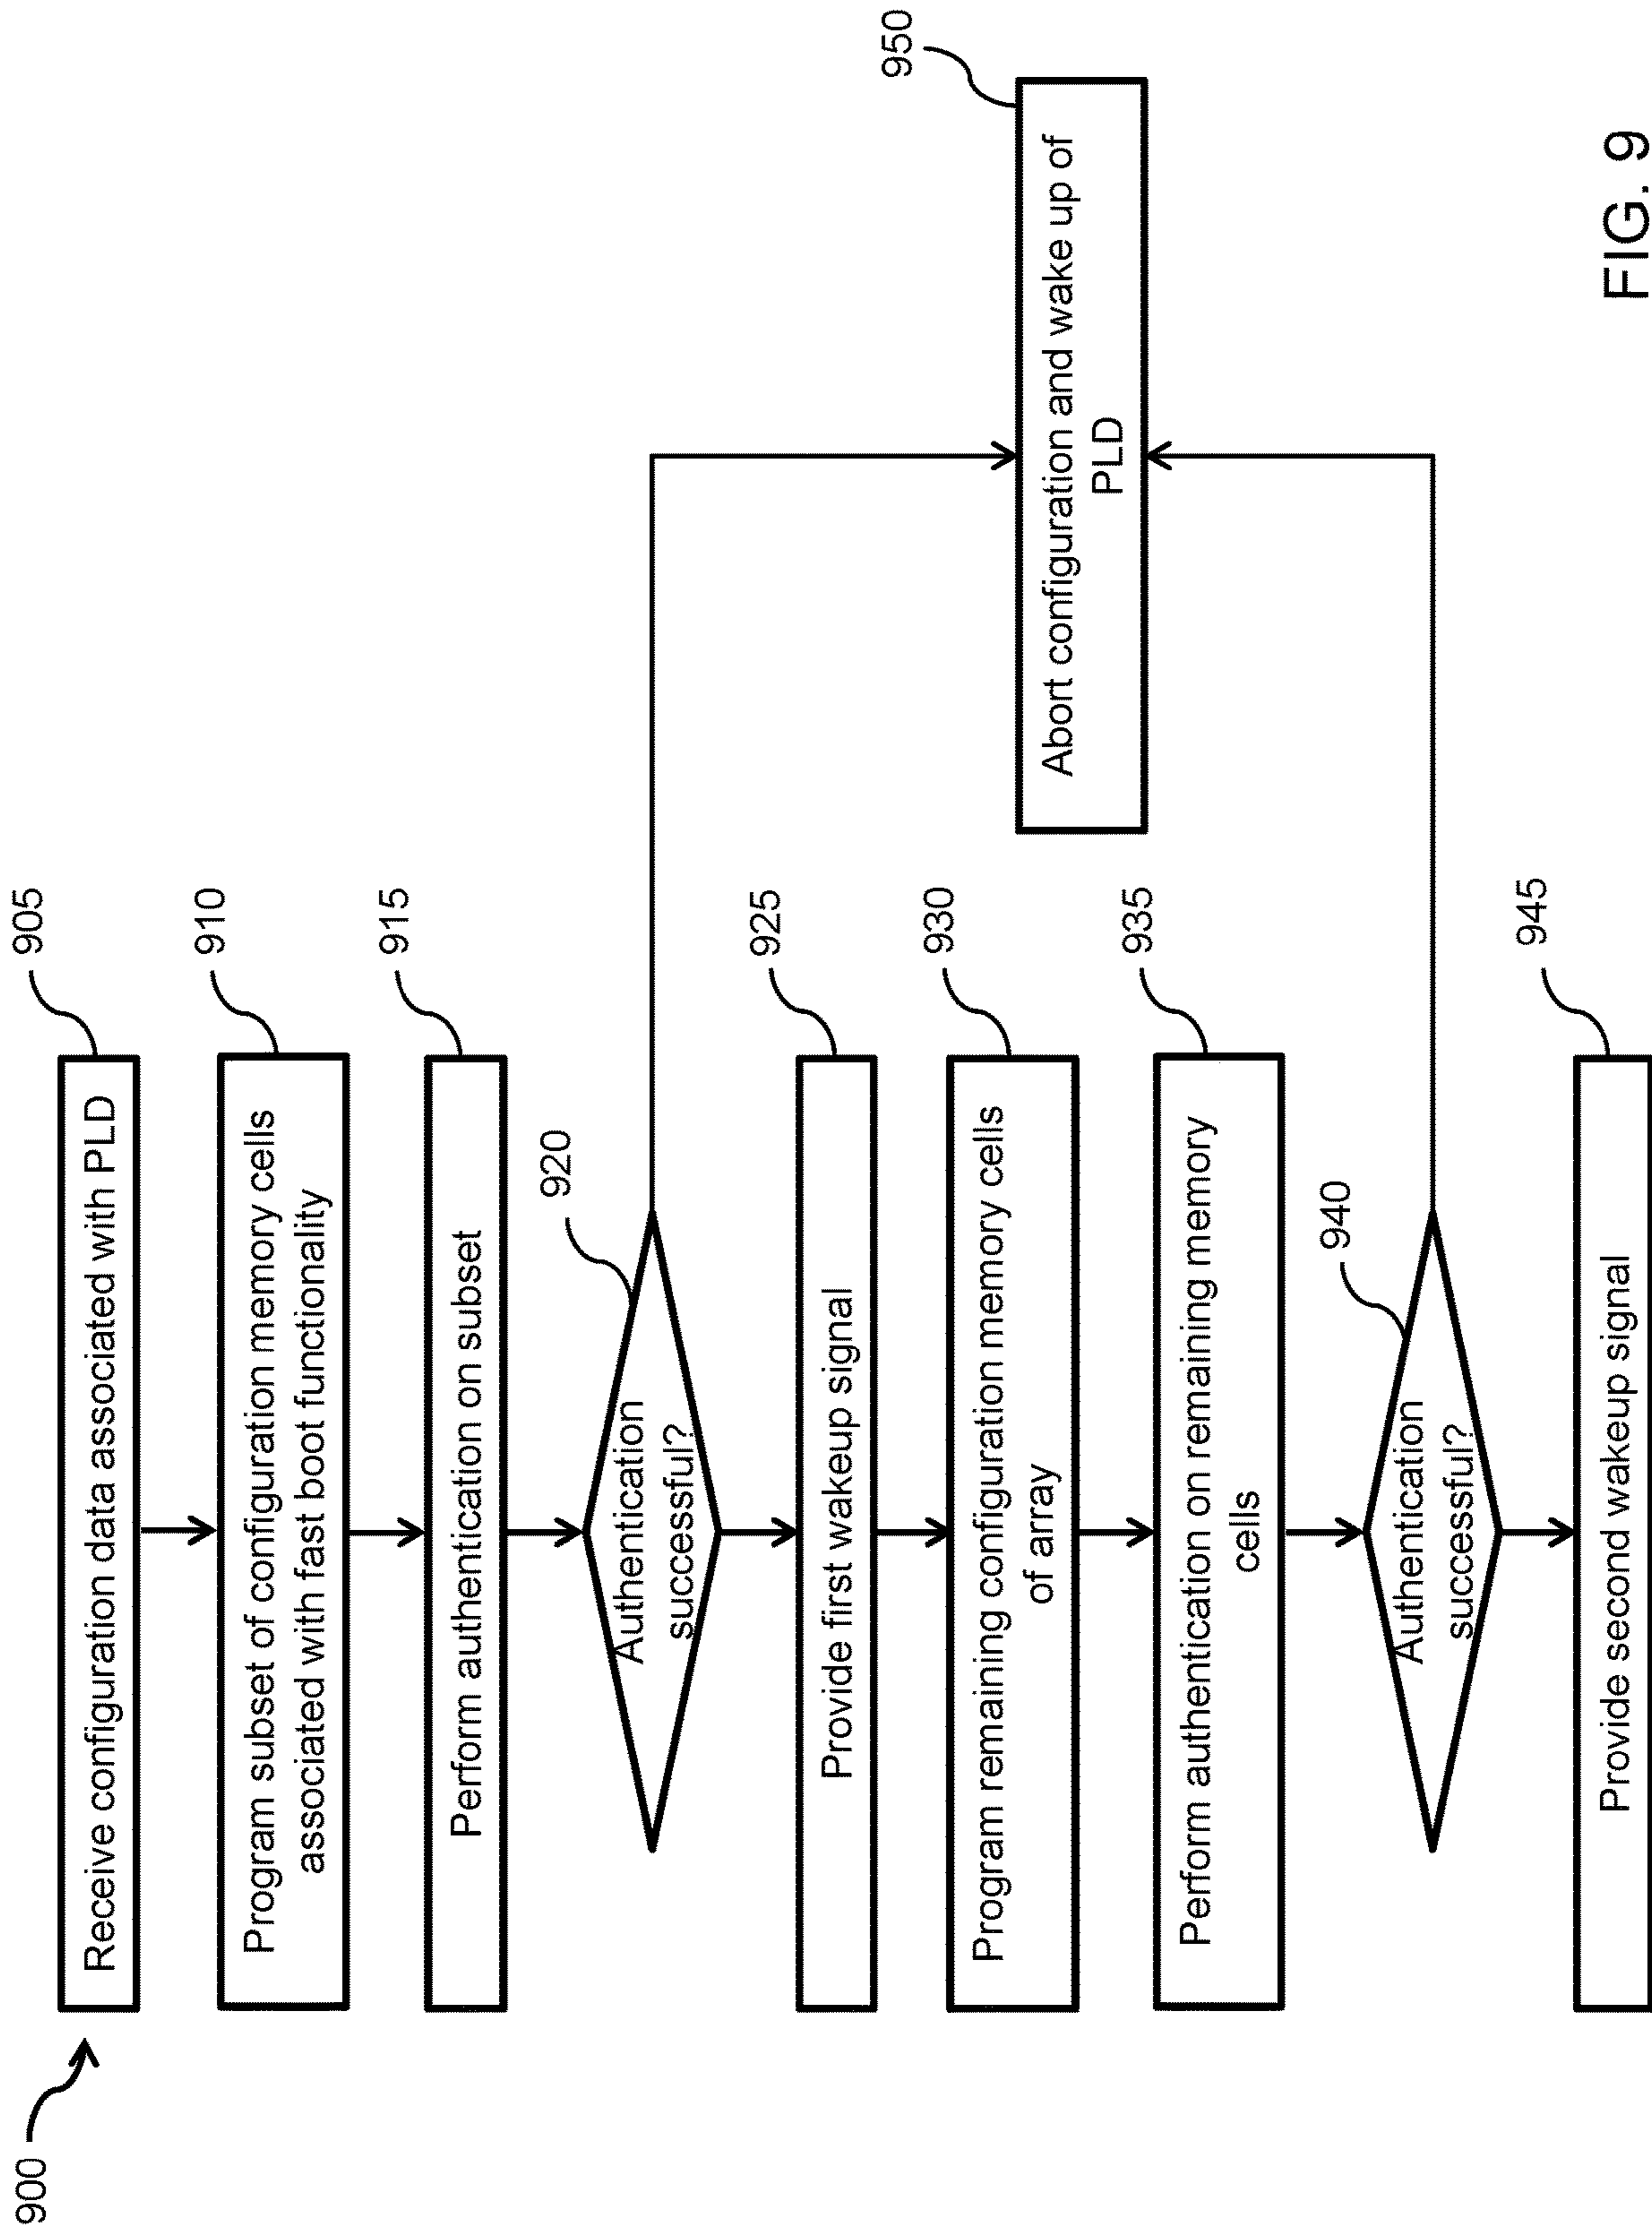 900
905
Receive configuration data associated with PLD
910
Program subset of configuration memory cells
associated with fast boot functionality
915
Perform authentication on subset
920
Authentication
successful?
925
Provide first wakeup signal
930
Program remaining configuration memory cells
of array
935
Perform authentication on remaining memory
cells
940
Authentication
successful?
945
Provide second wakeup signal
950
Abort configuration and wake up of
PLD
FIG. 9